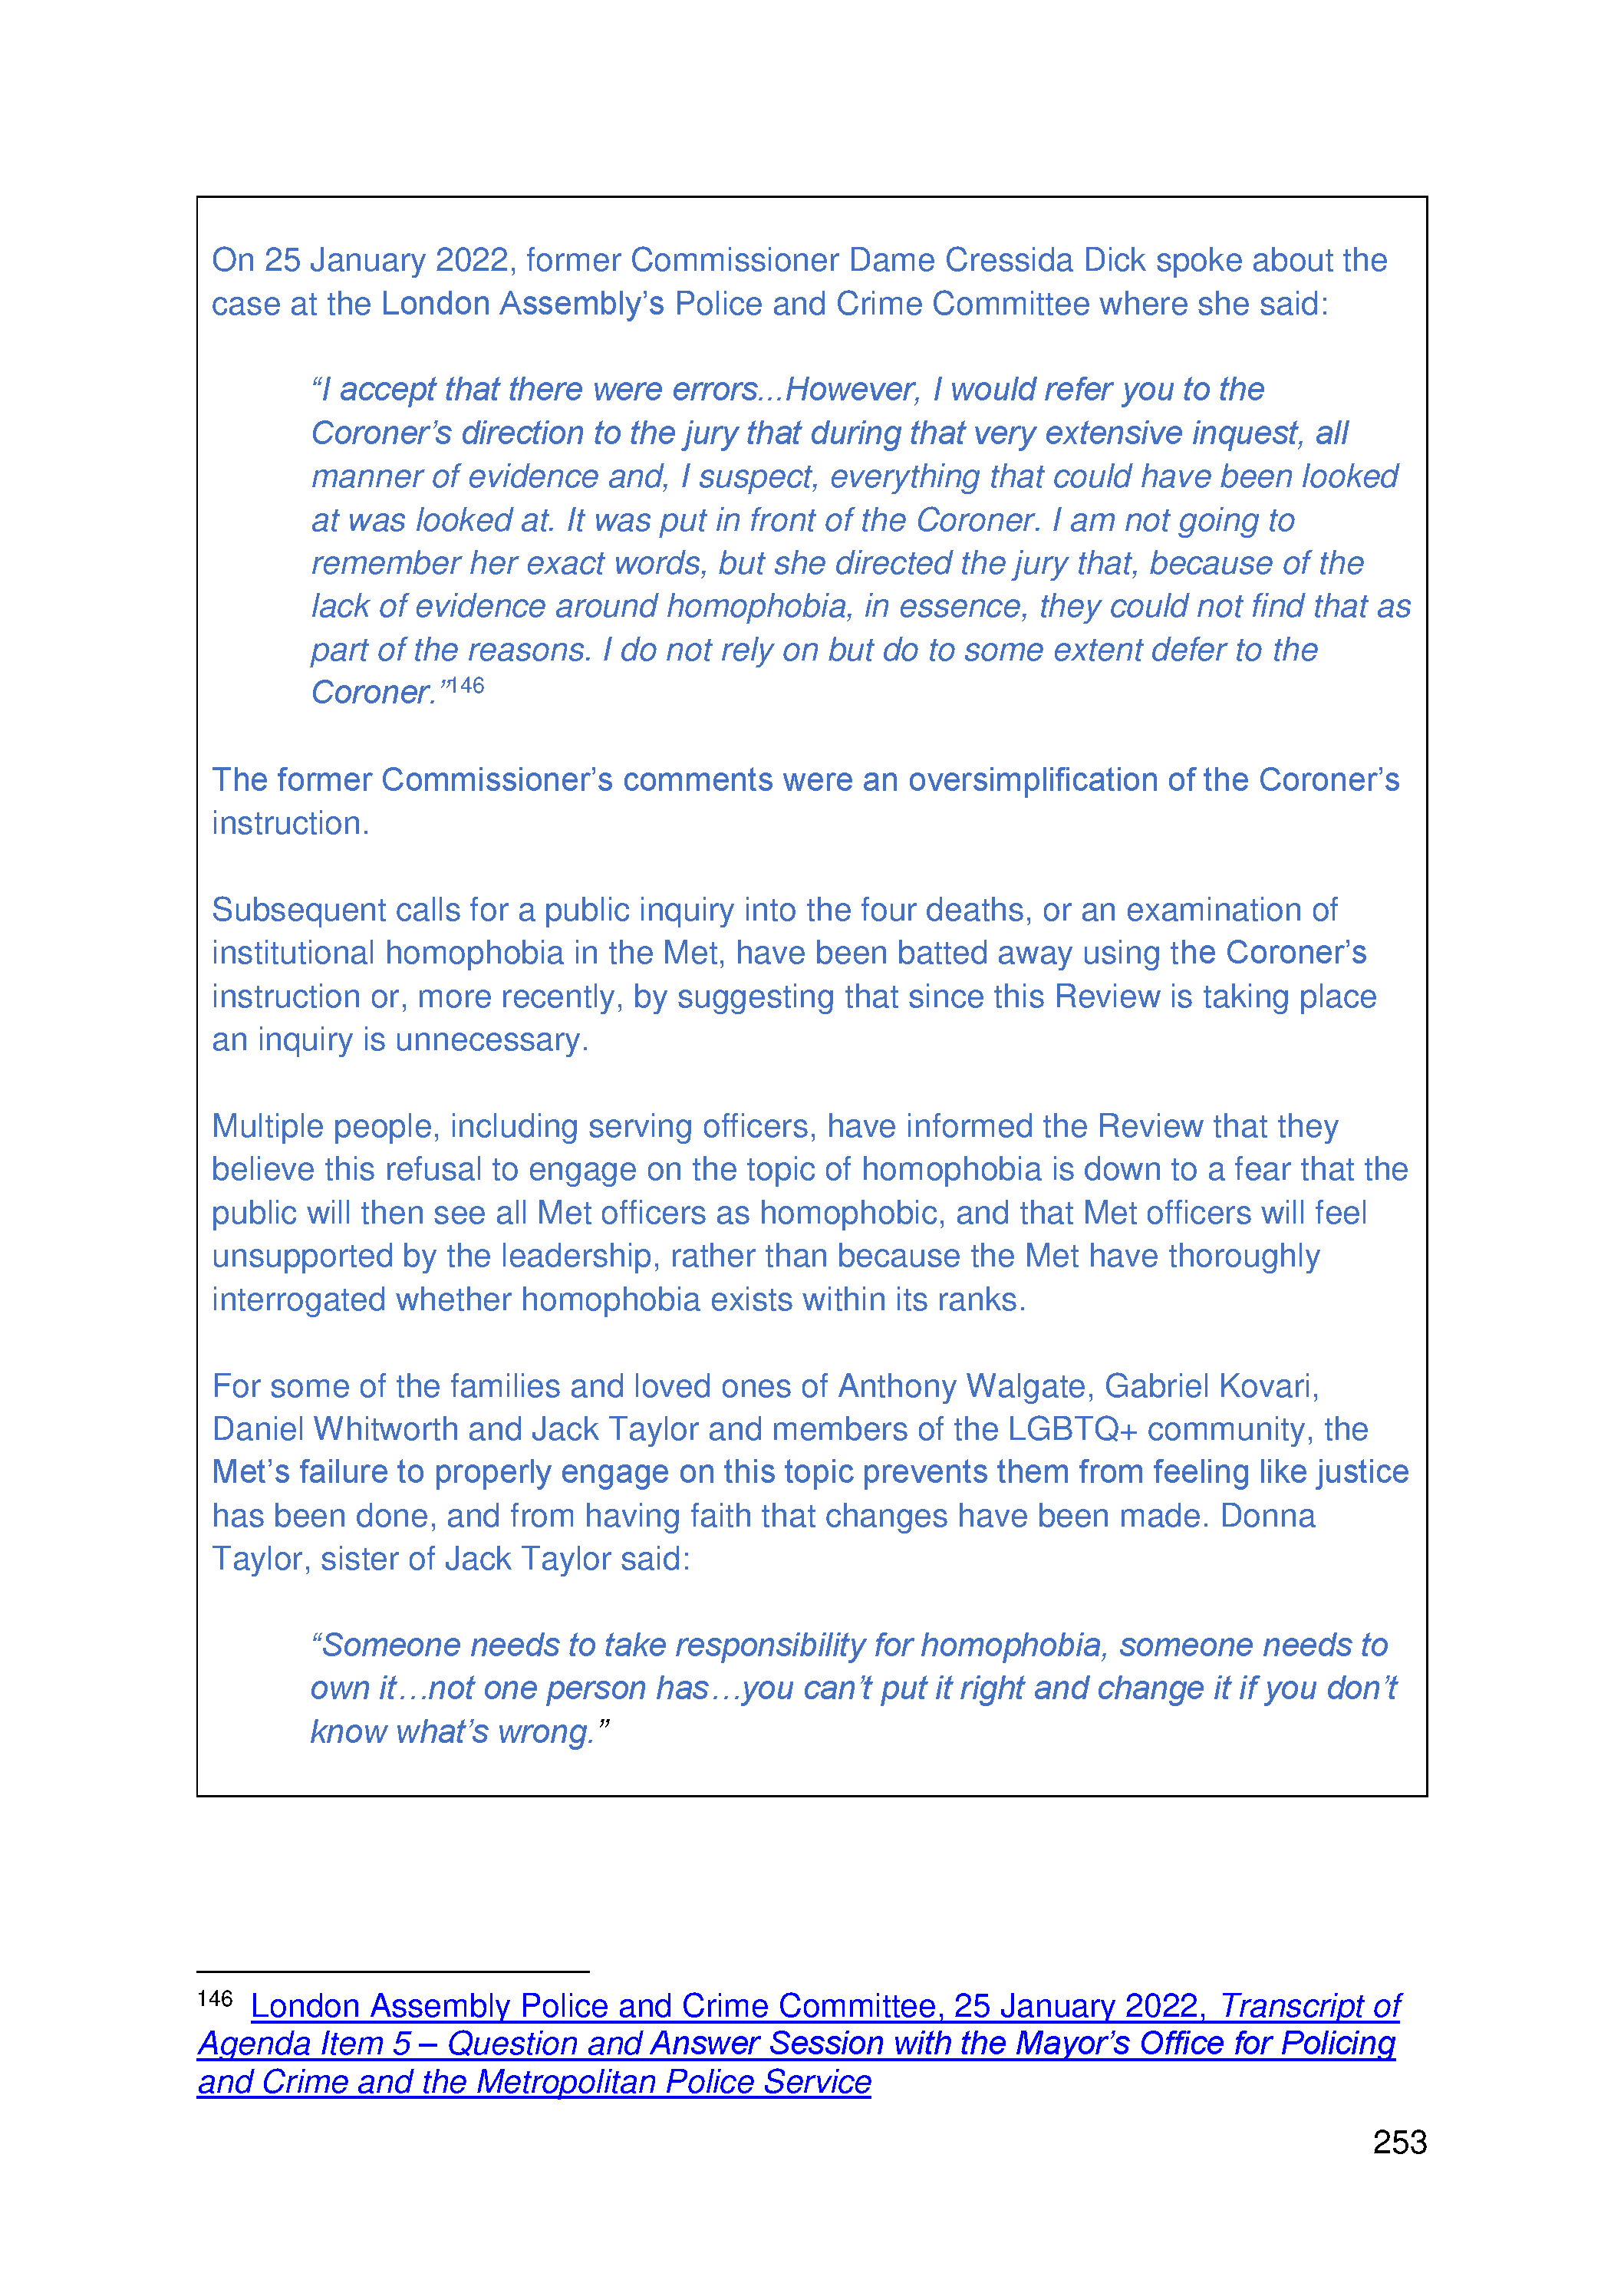 On 25 January 2022, former Commissioner Dame Cressida Dick spoke about the
case at the London Assembly’s Police and Crime Committee where she said:
“I accept that there were errors...However, I would refer you to the
Coroner’s direction to the jury that during that very extensive inquest, all
manner of evidence and, I suspect, everything that could have been looked
at was looked at. It was put in front of the Coroner. I am not going to
remember her exact words, but she directed the jury that, because of the
lack of evidence around homophobia, in essence, they could not find that as
part of the reasons. I do not rely on but do to some extent defer to the
Coroner.”146
The former Commissioner’s comments were an oversimplification of the Coroner’s
instruction.
Subsequent calls for a public inquiry into the four deaths, or an examination of
institutional homophobia in the Met, have been batted away using the Coroner’s
instruction or, more recently, by suggesting that since this Review is taking place
an inquiry is unnecessary.
Multiple people, including serving officers, have informed the Review that they
believe this refusal to engage on the topic of homophobia is down to a fear that the
public will then see all Met officers as homophobic, and that Met officers will feel
unsupported by the leadership, rather than because the Met have thoroughly
interrogated whether homophobia exists within its ranks.
For some of the families and loved ones of Anthony Walgate, Gabriel Kovari,
Daniel Whitworth and Jack Taylor and members of the LGBTQ+ community, the
Met’s failure to properly engage on this topic prevents them from feeling like justice
has been done, and from having faith that changes have been made. Donna
Taylor, sister of Jack Taylor said:
“Someone needs to take responsibility for homophobia, someone needs to
own it…not one person has…you can’t put it right and change it if you don’t
know what’s wrong.”
146 London Assembly Police and Crime Committee, 25 January 2022, Transcript of
Agenda Item 5 – Question and Answer Session with the Mayor’s Office for Policing
and Crime and the Metropolitan Police Service
253